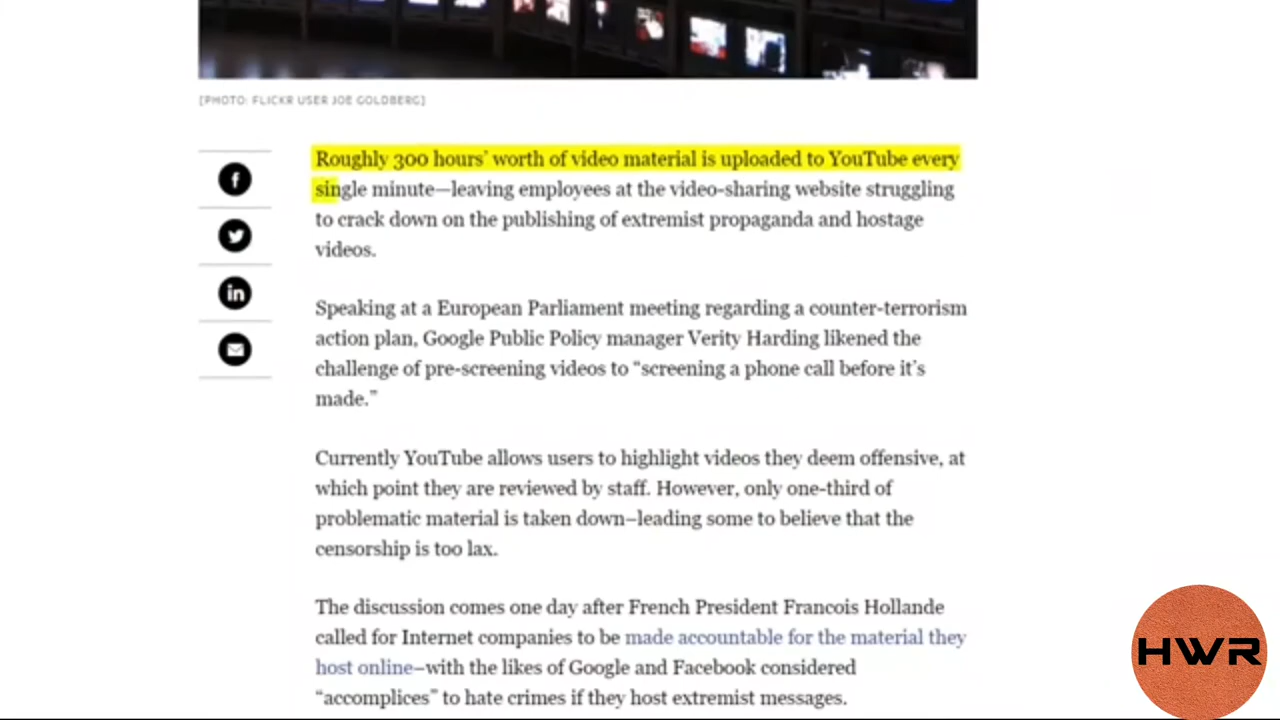 [PHOTO: FLICKR USER JOE GOLDBERG]
Roughly 300 hours' worth of video material is uploaded to YouTube every
single minute—leaving employees at the video-sharing website struggling
to crack down on the publishing of extremist propaganda and hostage
videos.
Speaking at a European Parliament meeting regarding a counter-terrorism
action plan, Google Public Policy manager Verity Harding likened the
challenge of pre-screening videos to “screening a phone call before it's
made.”
Currently YouTube allows users to highlight videos they deem offensive, at
which point they are reviewed by staff. However, only one-third of
problematic material is taken down–leading some to believe that the
censorship is too lax.
The discussion comes one day after French President Francois Hollande
called for Internet companies to be made accountable for the material they
host online–with the likes of Google and Facebook considered
“accomplices” to hate crimes if they host extremist messages.
HWR